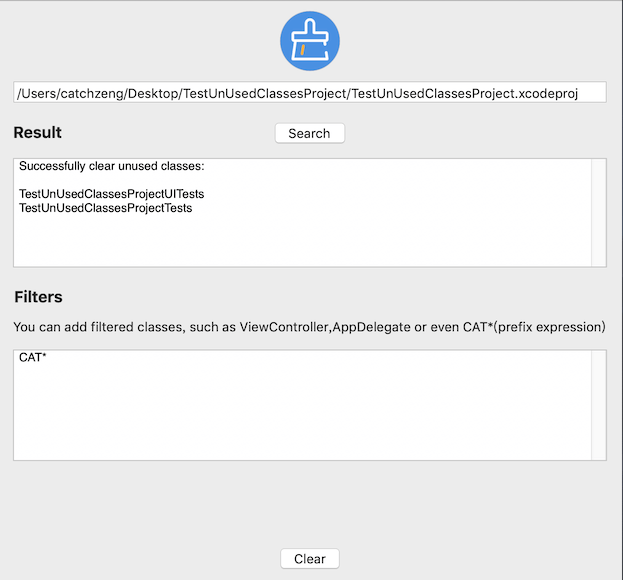 /Users/catchzeng/Desktop/TestUnUsedClassesProject/TestUnUsedClassesProject.xcodeproj
Result
Search
Successfully clear unused classes:
TestUnUsedClassesProjectUITests
TestUnUsedClassesProjectTests
Filters
You can add filtered classes, such as ViewController,AppDelegate or even CAT*(prefix expression)
CAT*
Clear